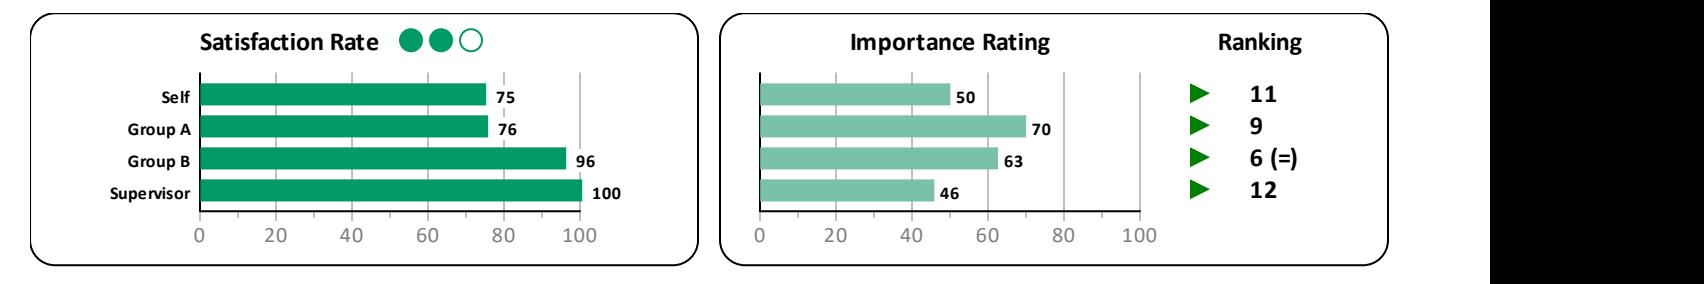 Satisfaction Rate
Self 75
Group A 76
Group B 96
Supervisor 100
0 20 40 60 80 100
Importance Rating Ranking
50 11
70 9
63 6 (=)
46 12
0 20 40 60 80 100